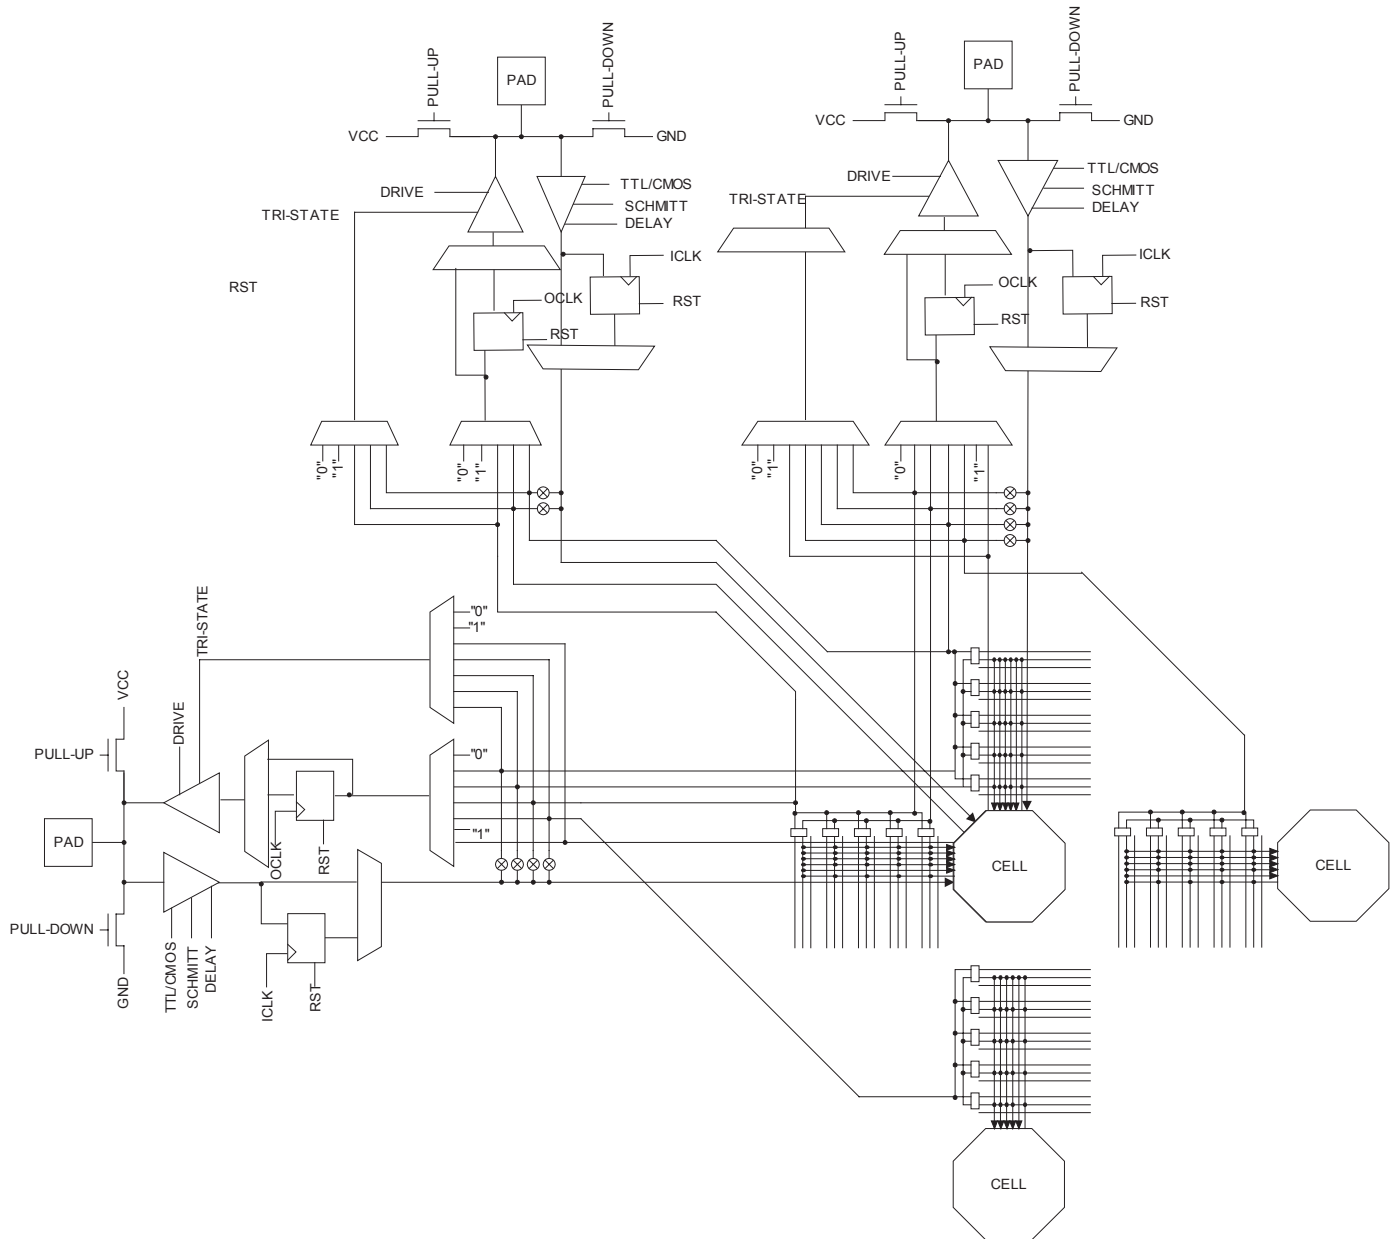 PULL-UP
PAD
PULL-DOWN
VCC
GND
DRIVE
TTL/CMOS
SCHMITT
DELAY
TRI-STATE
ICLK
RST
OCLK
RST
RST
"0"
"1"
"0"
"1"
PULL-UP
PAD
PULL-DOWN
VCC
GND
DRIVE
TTL/CMOS
SCHMITT
DELAY
TRI-STATE
ICLK
OCLK
RST
RST
"0"
"1"
"0"
"1"
TRI-STATE
"0"
"1"
VCC
DRIVE
PULL-UP
"0"
PAD
OCLK
RST
"1"
PULL-DOWN
GND
TTL/CMOS
SCHMITT
DELAY
ICLK
RST
CELL
CELL
CELL